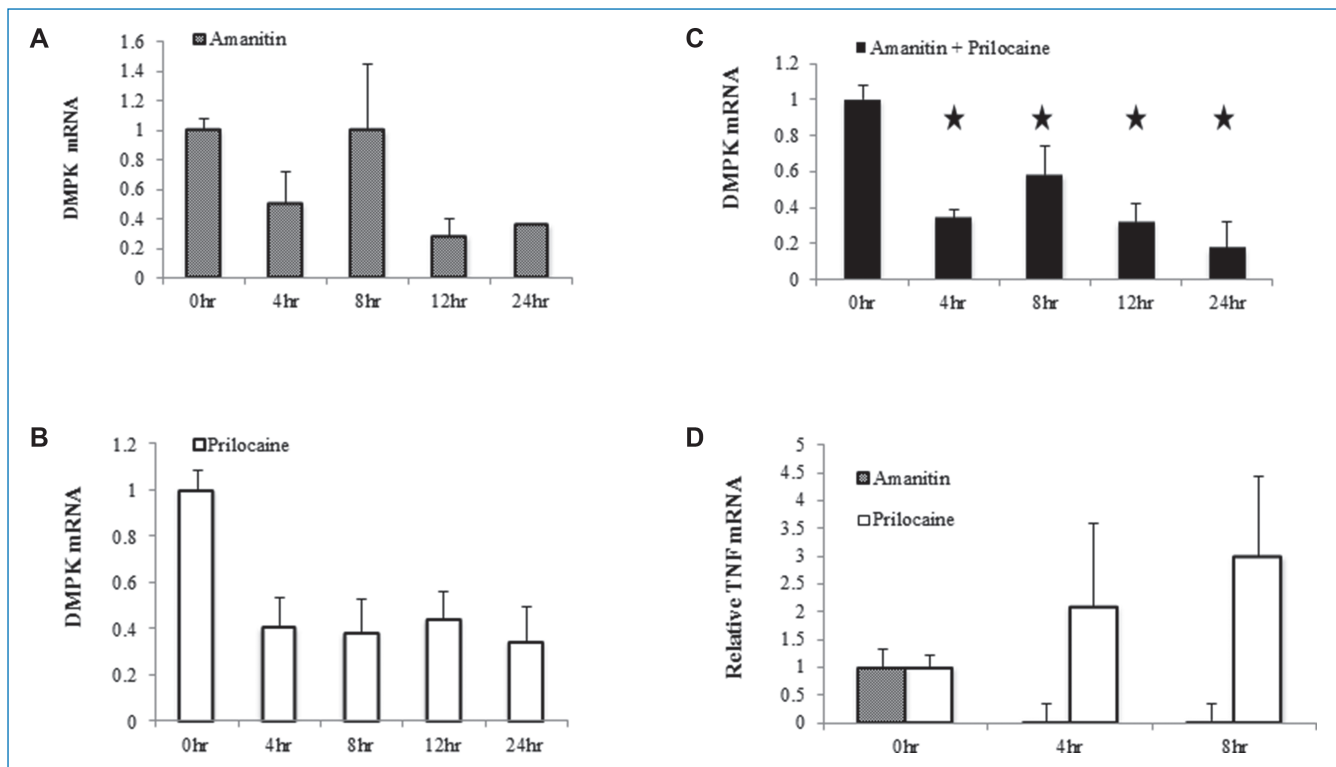 A
Amanitin
DMPK mRNA
1.6
1.4
1.2
1
0.8
0.6
0.4
0.2
0
0hr 4hr 8hr 12hr 24hr
B
Prilocaine
DMPK mRNA
1.2
1
0.8
0.6
0.4
0.2
0
0hr 4hr 8hr 12hr 24hr
C
Amanitin + Prilocaine
DMPK mRNA
1.2
1
0.8
0.6
0.4
0.2
0
0hr 4hr 8hr 12hr 24hr
D
Amanitin
Prilocaine
Relative TNF mRNA
5
4.5
4
3.5
3
2.5
2
1.5
1
0.5
0
0hr 4hr 8hr